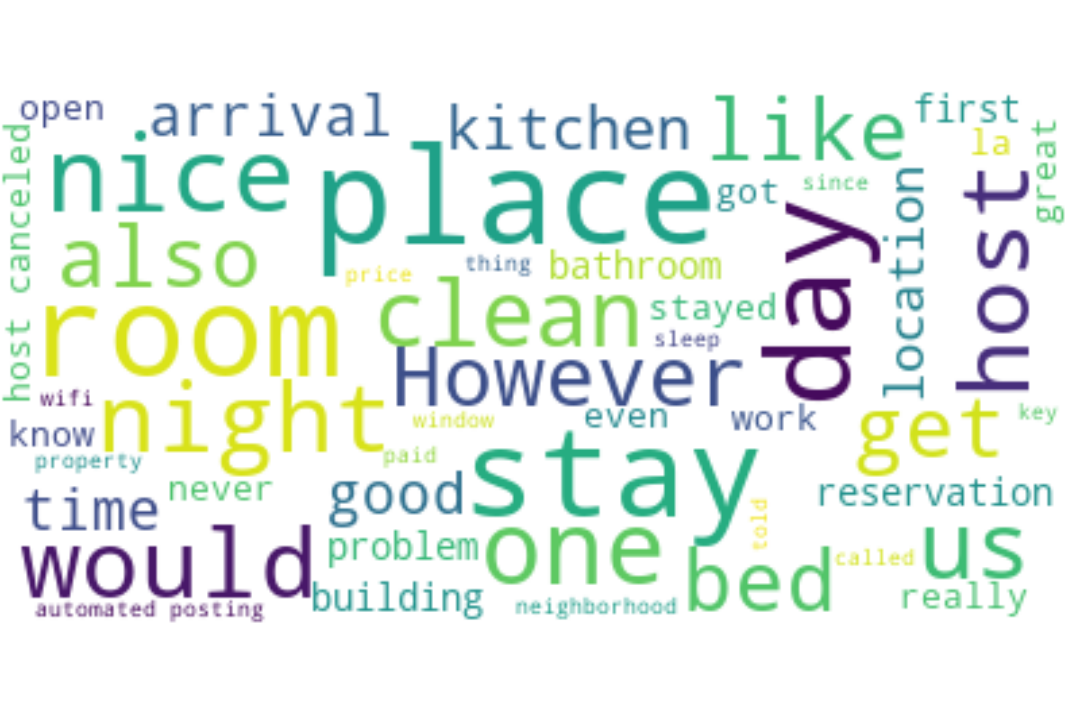 open
arrival
kitchen
like
first
la
great
nice
place
got
since
location
host
host canceled
also
price
thing
bathroom
day
room
clean
stayed
sleep
However
wifi
night
window
even
work
get
key
know
property
paid
stay
time
never
good
reservation
told
would
problem
one
bed
called
us
automated posting
building
neighborhood
really